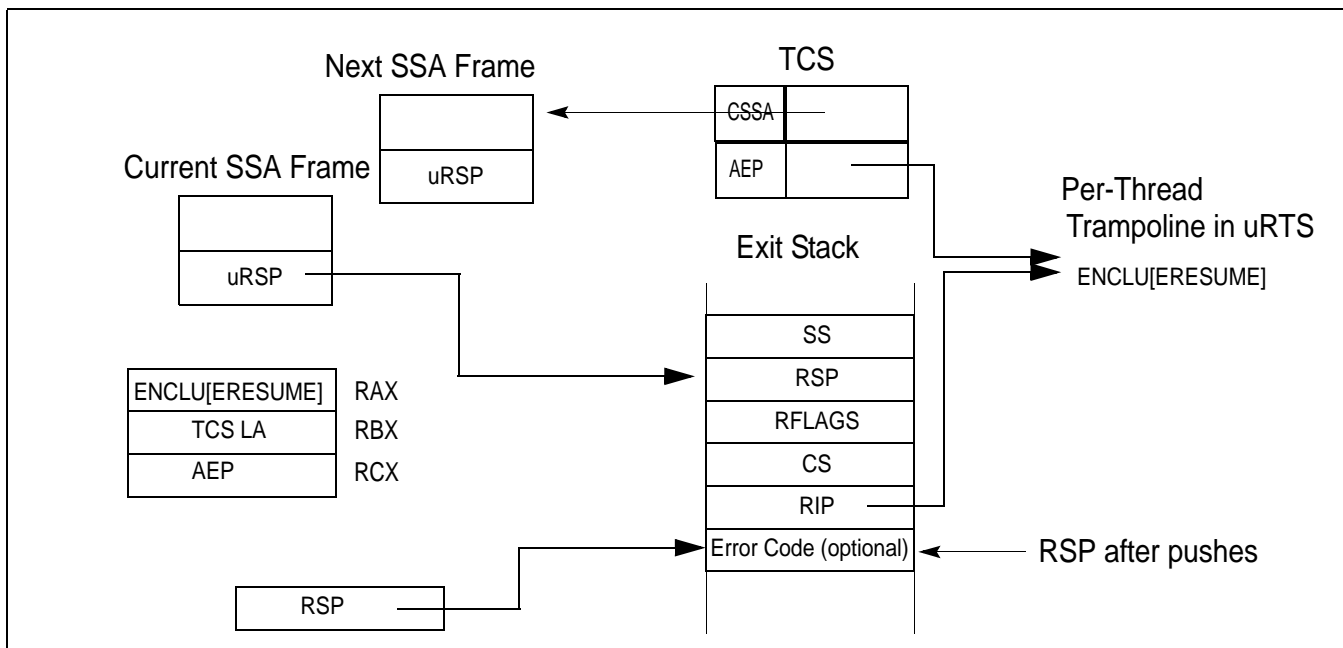 Next SSA Frame
TCS
CSSA
Current SSA Frame
uRSP
AEP
Per-Thread
Trampoline in uRTS
Exit Stack
uRSP
ENCLU[ERESUME]
SS
ENCLU[ERESUME] RAX
RSP
TCS LA RBX
RFLAGS
AEP RCX
CS
RIP
Error Code (optional)
RSP after pushes
RSP